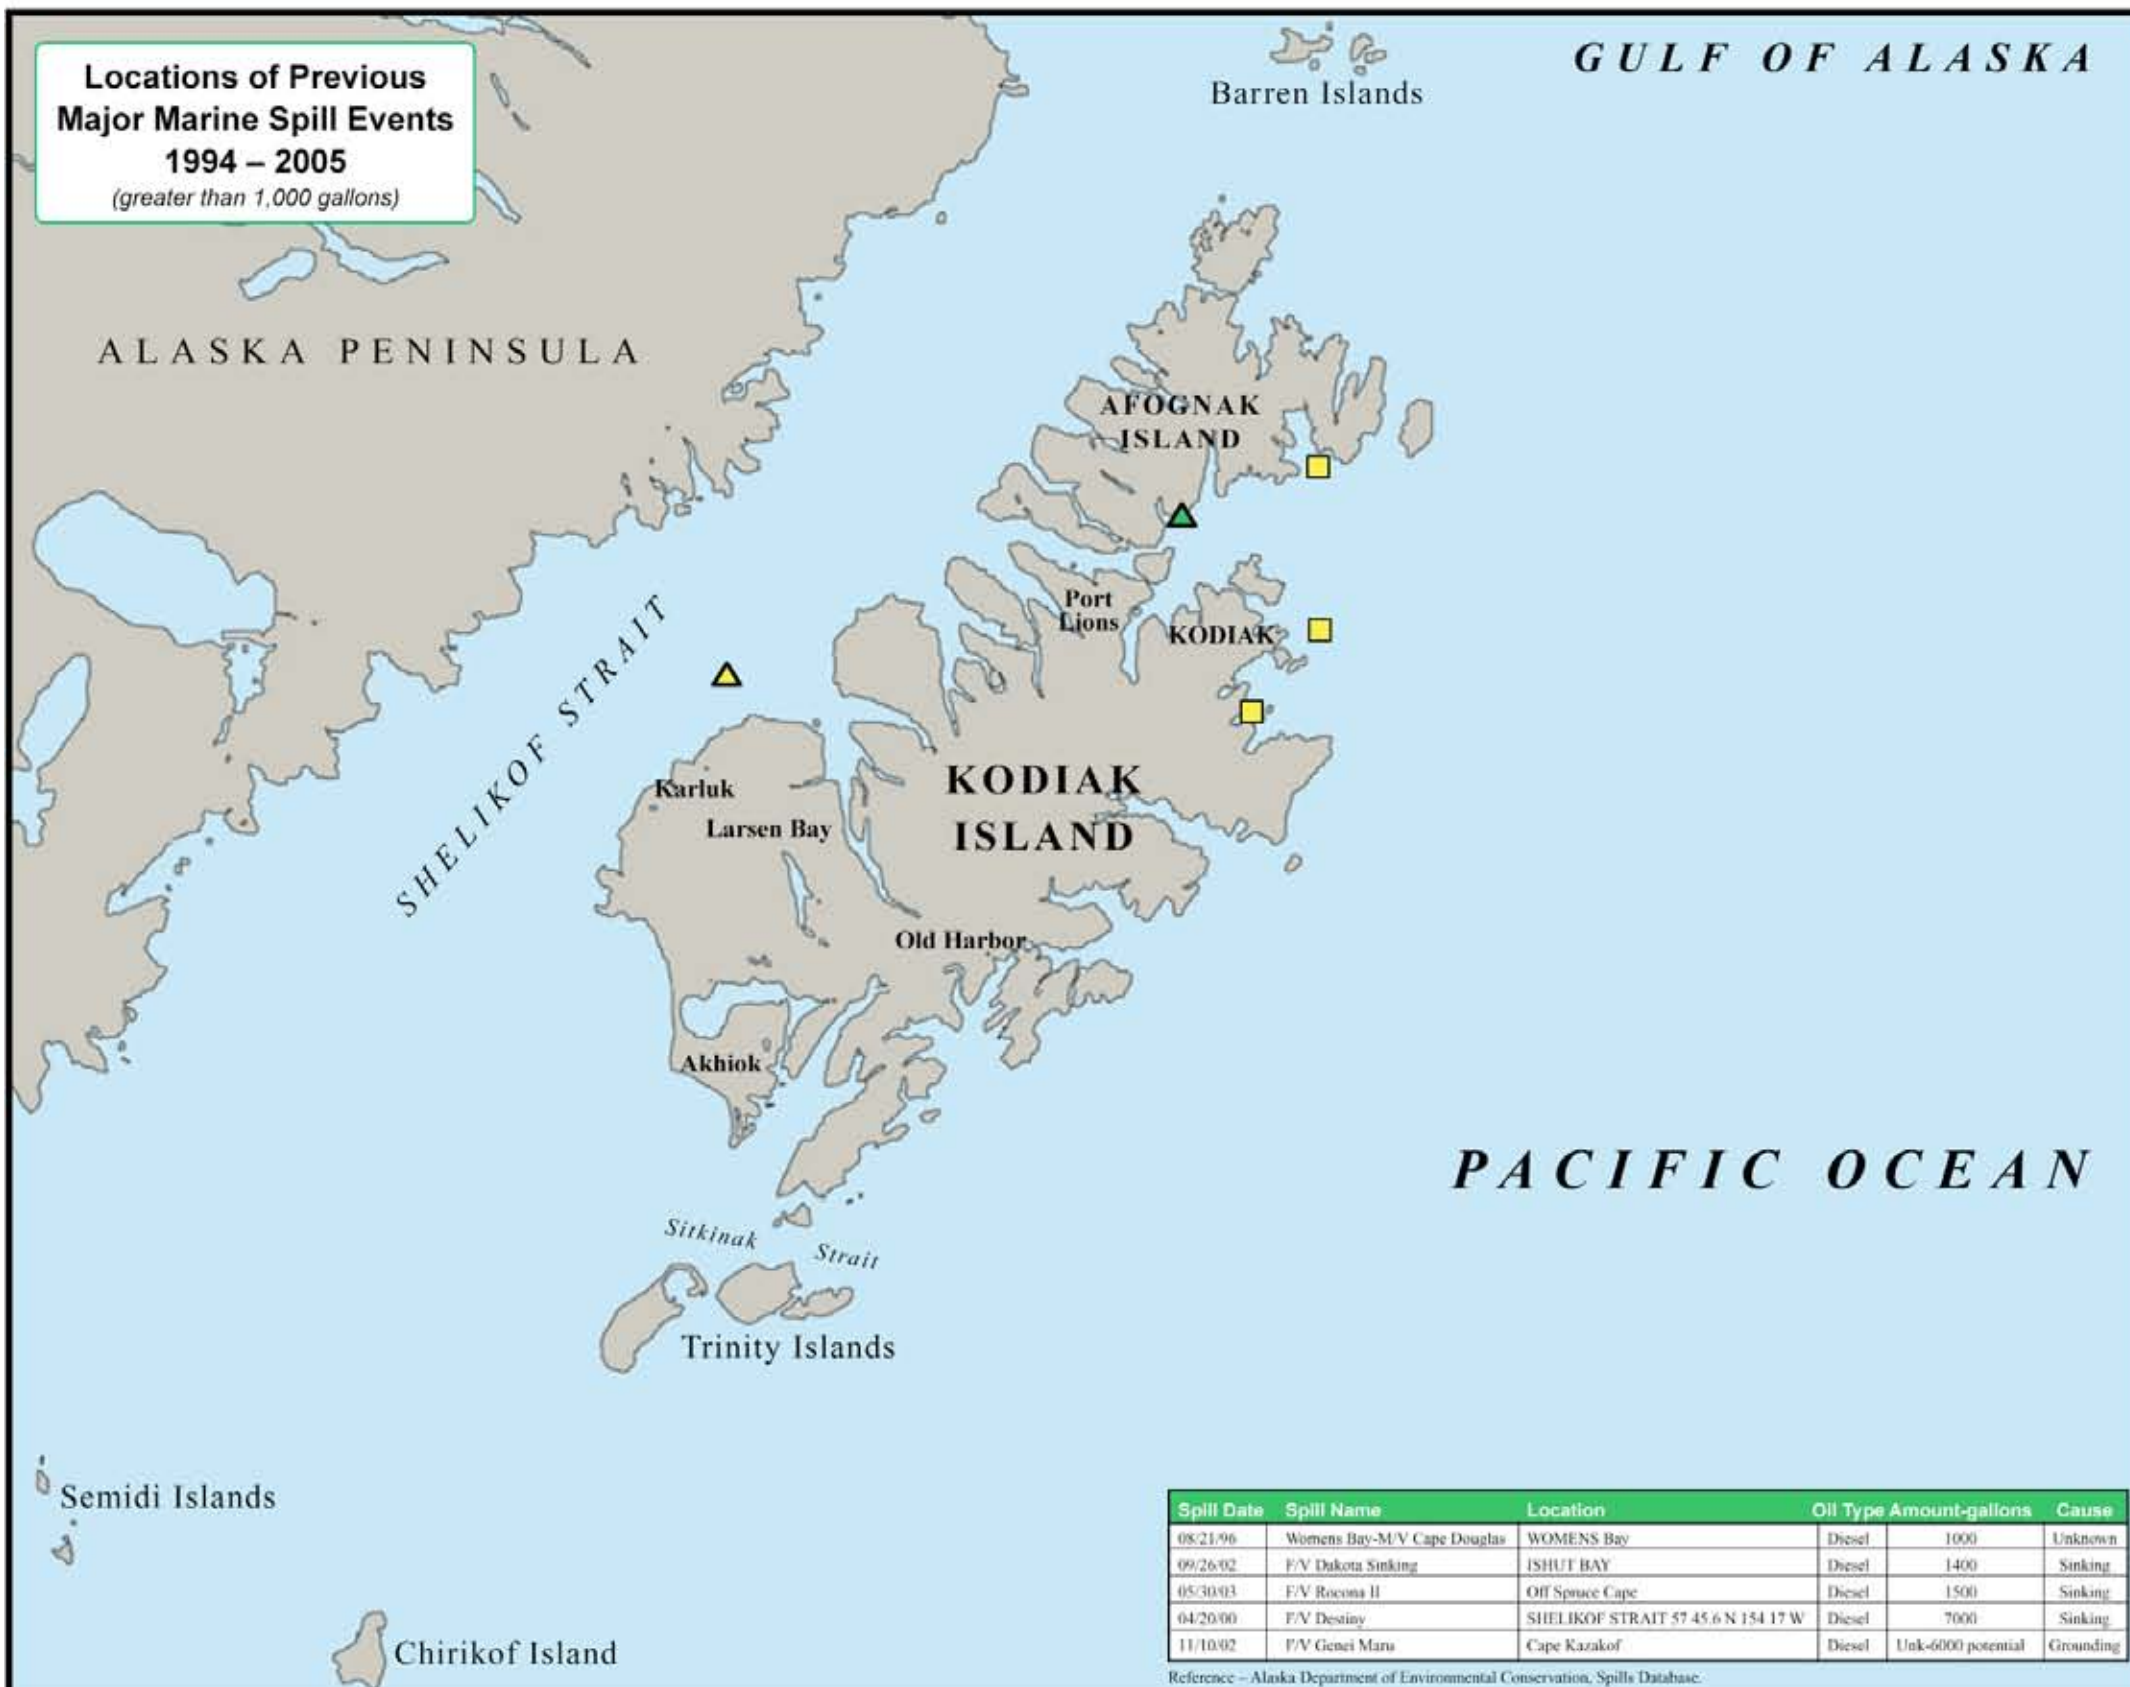 Locations of Previous
Major Marine Spill Events
1994 – 2005
(greater than 1,000 gallons)
GULF OF ALASKA
Barren Islands
ALASKA PENINSULA
AFOGNAK
ISLAND
Port
Lions
KODIAK
SHELIKOF STRAIT
KODIAK
ISLAND
Karluk
Larsen Bay
Old Harbor
Akhiok
PACIFIC OCEAN
Sitkinak Strait
Trinity Islands
Semidi Islands
Chirikof Island
Spill Date Spill Name Location Oil Type Amount-gallons Cause
08/21/96 Womens Bay-M/V Cape Douglas WOMENS Bay Diesel 1000 Unknown
09/26/02 F/V Dakota Sinking ISHUT BAY Diesel 1400 Sinking
05/30/03 F/V Rocona II Off Spruce Cape Diesel 1500 Sinking
04/20/00 F/V Destiny SHELIKOF STRAIT 57 45.6 N 154 17 W Diesel 7000 Sinking
11/10/02 F/V Genei Maru Cape Kazakof Diesel Unk-6000 potential Grounding
Reference – Alaska Department of Environmental Conservation, Spills Database.